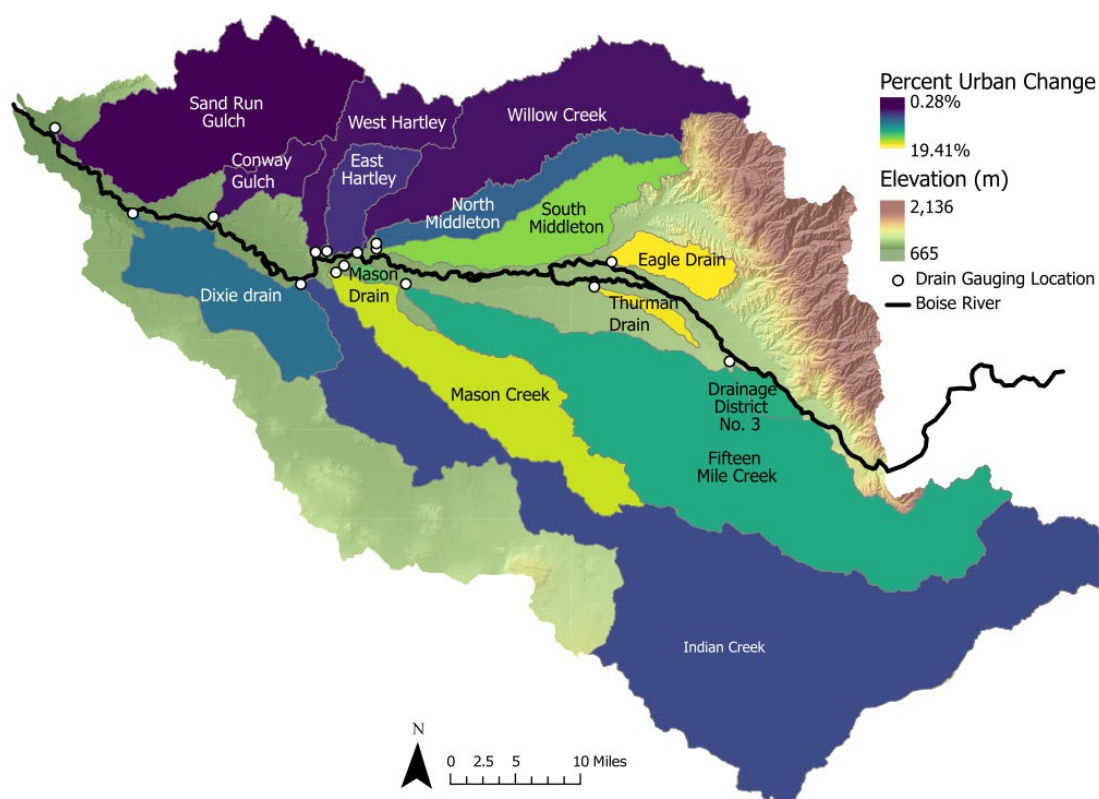 Sand Run
Gulch
West Hartley
Willow Creek
Conway
Gulch
East
Hartley
North
Middleton
South
Middleton
Eagle Drain
Mason
Drain
Dixie drain
Thurman
Drain
Mason Creek
Drainage
District
No. 3
Fifteen
Mile Creek
Indian Creek
Percent Urban Change
0.28%
19.41%
Elevation (m)
2,136
665
Drain Gauging Location
Boise River
N
0 2.5 5 10 Miles